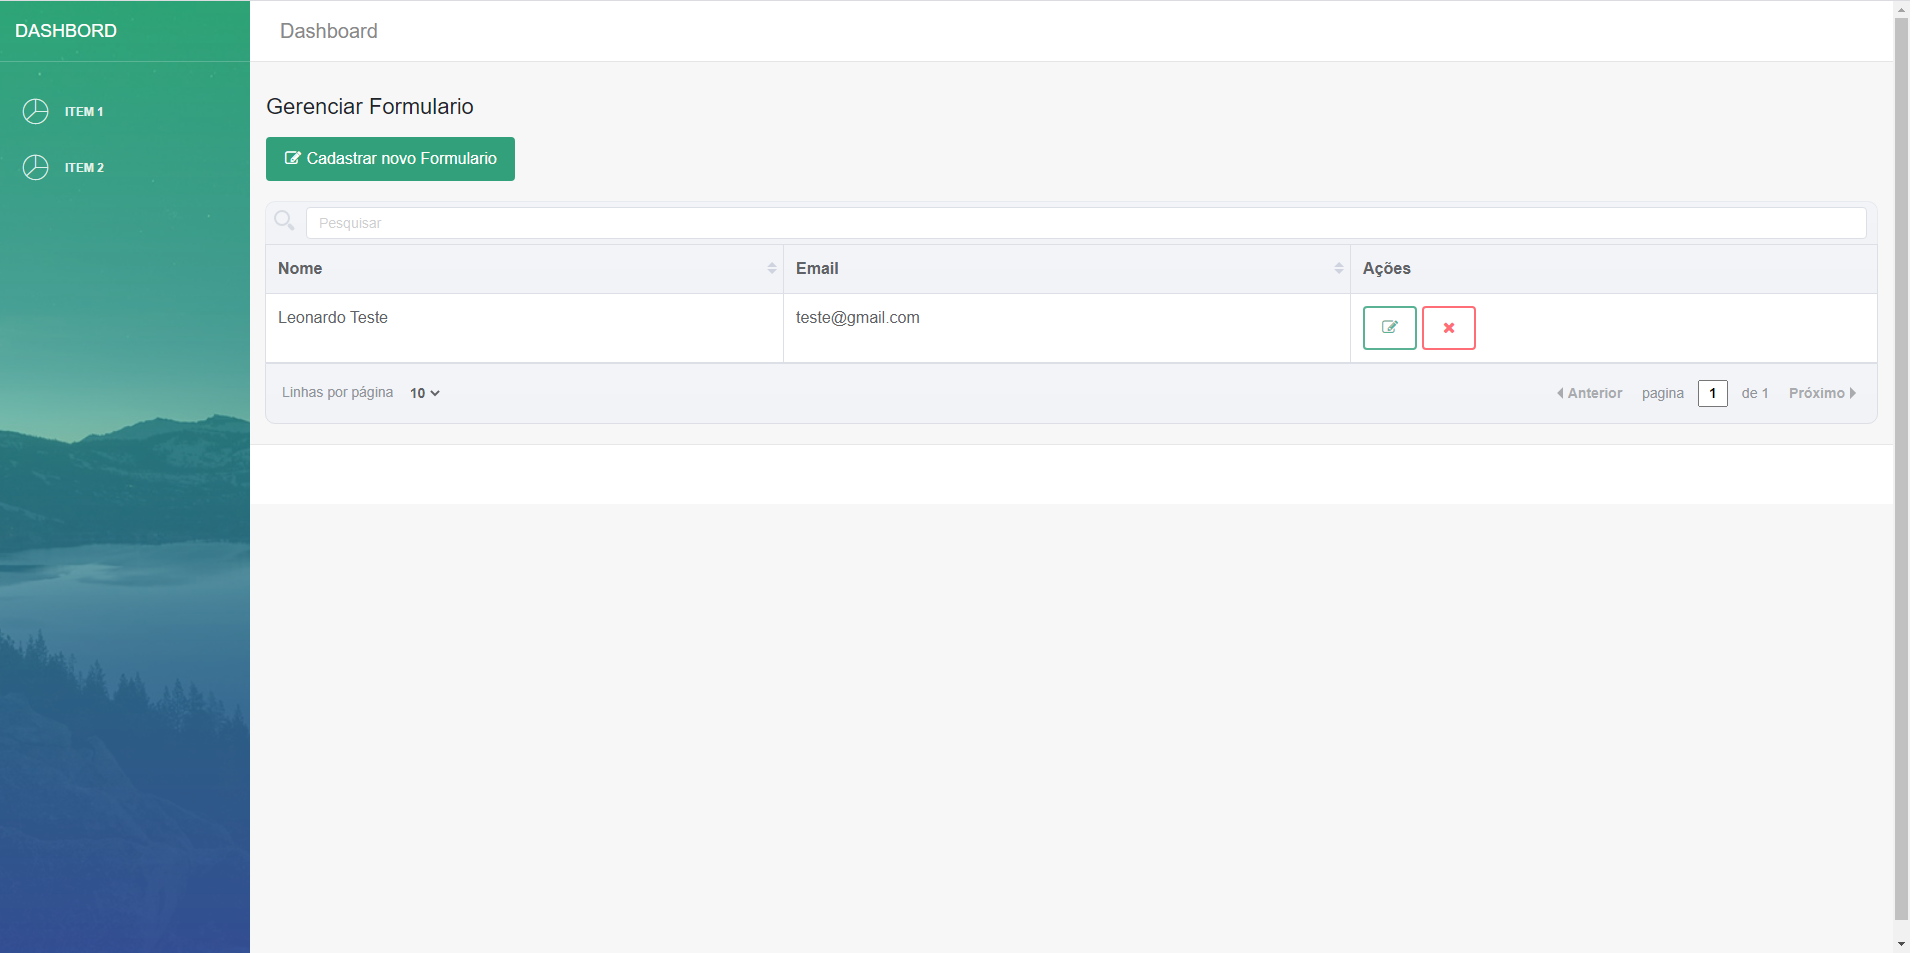 DASHBORD
Dashboard
ITEM 1
ITEM 2
Gerenciar Formulario
Cadastrar novo Formulario
Pesquisar
Nome Email Ações
Leonardo Teste teste@gmail.com
Linhas por página 10 Anterior pagina 1 de 1 Próximo